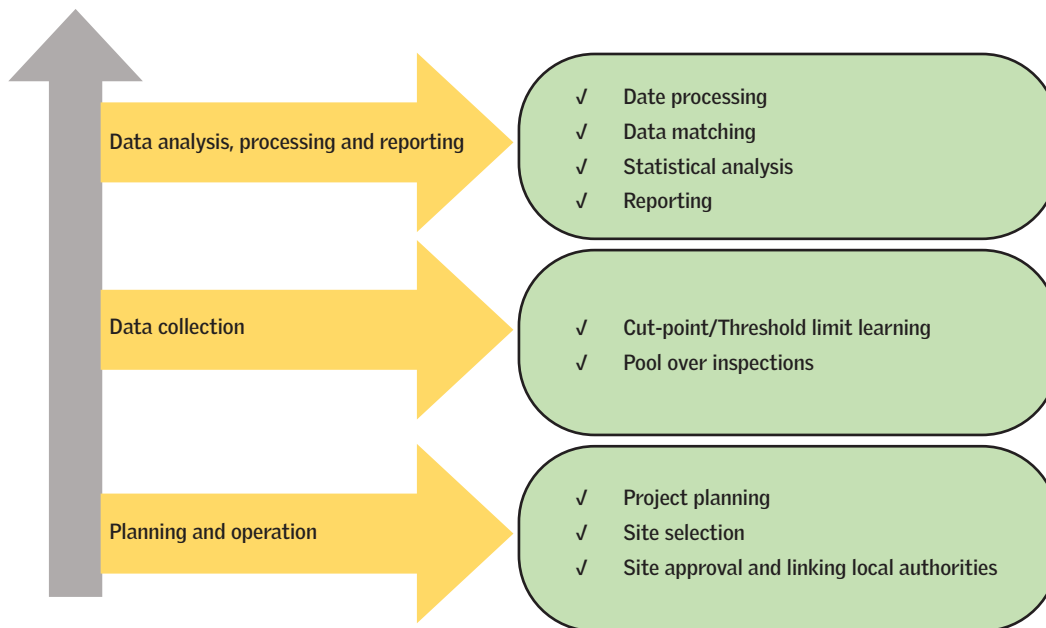 Data analysis, processing and reporting
√ Date processing
√ Data matching
√ Statistical analysis
√ Reporting
Data collection
√ Cut-point/Threshold limit learning
√ Pool over inspections
Planning and operation
√ Project planning
√ Site selection
√ Site approval and linking local authorities